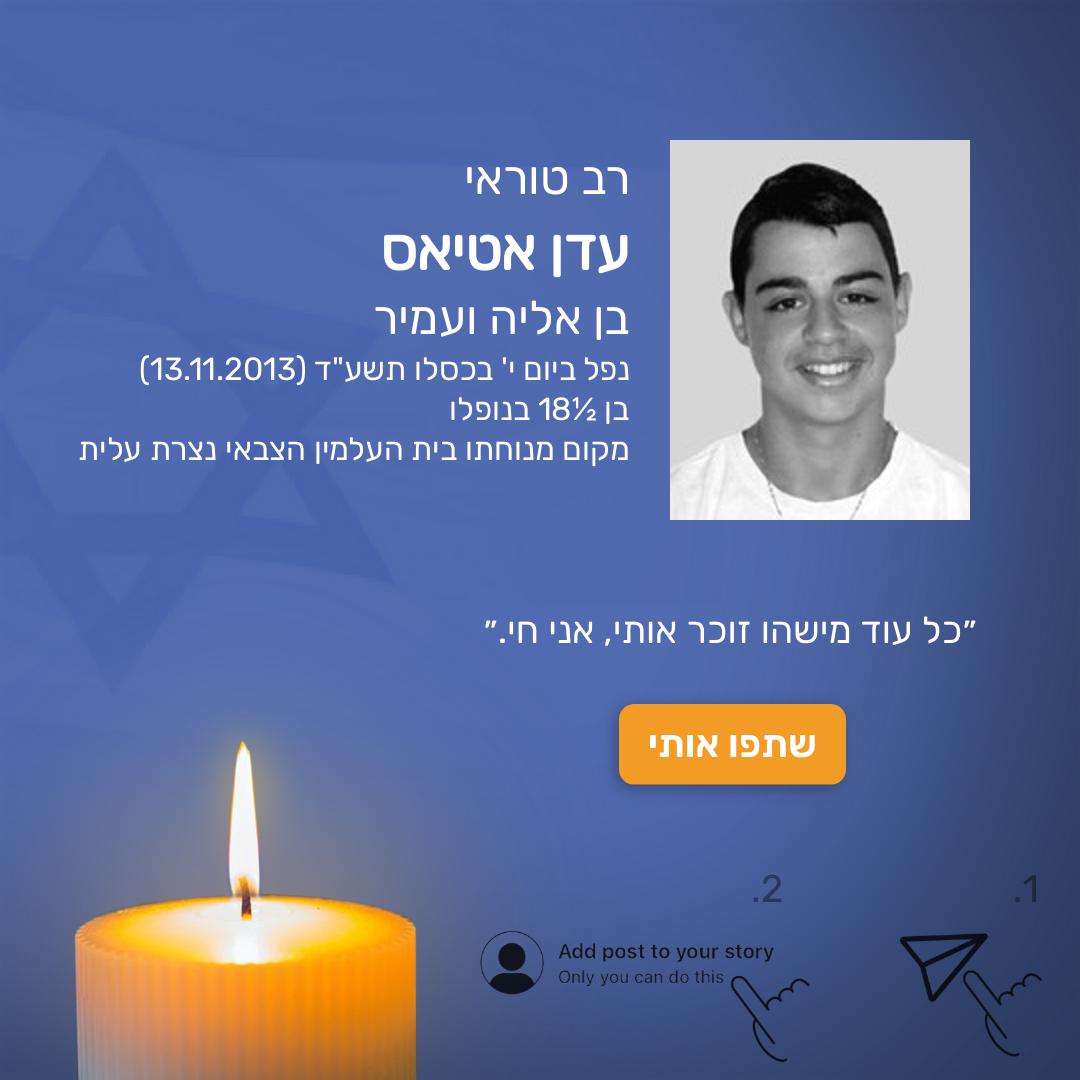 רב טוראי
עדן אטיאס
בן אליה ועמיר
נפל ביום י' בכסלו תשע"ד (13.11.2013)
בן 18½ בנופלו
מקום מנוחתו בית העלמין הצבאי נצרת עלית
״כל עוד מישהו זוכר אותי, אני חי.״
שתפו אותי
1.
2.
Add post to your story
Only you can do this